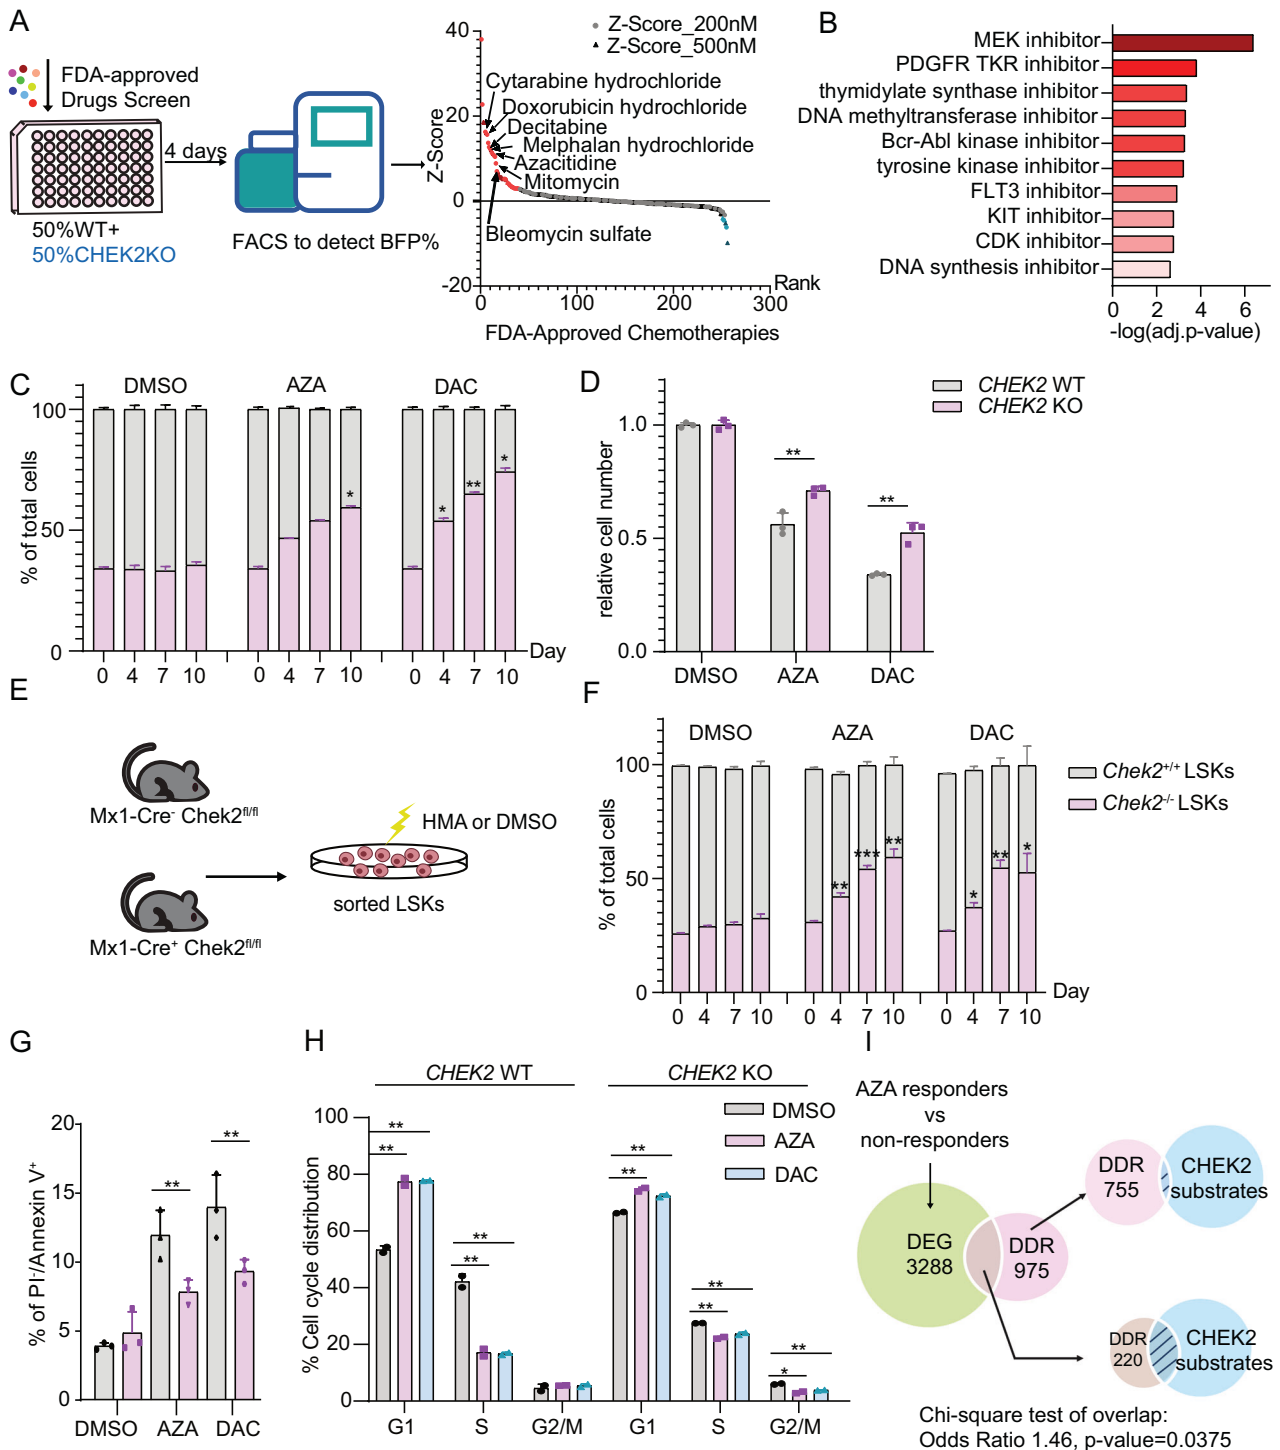 A
FDA-approved
Drugs Screen
4 days
50%WT+
50%CHEK2KO
FACS to detect BFP%
Z-Score_200nM
Z-Score_500nM
Z-Score
40
20
0
-20
Cytarabine hydrochloride
Doxorubicin hydrochloride
Decitabine
Melphalan hydrochloride
Azacitidine
Mitomycin
Bleomycin sulfate
Rank
0 100 200 300
FDA-Approved Chemotherapies
B
MEK inhibitor
PDGFR TKR inhibitor
thymidylate synthase inhibitor
DNA methyltransferase inhibitor
Bcr-Abl kinase inhibitor
tyrosine kinase inhibitor
FLT3 inhibitor
KIT inhibitor
CDK inhibitor
DNA synthesis inhibitor
0 2 4 6
-log(adj.p-value)
C
DMSO AZA DAC
% of total cells
100
50
0
* * ** *
0 4 7 10 0 4 7 10 0 4 7 10
Day
D
CHEK2 WT
CHEK2 KO
relative cell number
1.0
0.5
0.0
** **
DMSO AZA DAC
E
Mx1-Cre- Chek2fl/fl
Mx1-Cre+ Chek2fl/fl
HMA or DMSO
sorted LSKs
F
DMSO AZA DAC
Chek2+/+ LSKs
Chek2-/- LSKs
% of total cells
100
50
0
** *** ** * ** *
0 4 7 10 0 4 7 10 0 4 7 10
Day
G
% of PI-/Annexin V+
20
15
10
5
0
** **
DMSO AZA DAC
H
CHEK2 WT CHEK2 KO
DMSO
AZA
DAC
% Cell cycle distribution
100
80
60
40
20
0
** **
** **
** **
** **
** *
G1 S G2/M G1 S G2/M
I
AZA responders
vs
non-responders
DEG
3288
DDR
975
DDR
755
CHEK2
substrates
DDR
220
CHEK2
substrates
Chi-square test of overlap:
Odds Ratio 1.46, p-value=0.0375